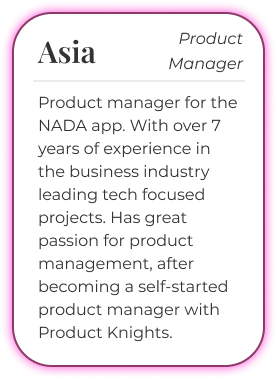 Asia
Product
Manager
Product manager for the
NADA app. With over 7
years of experience in
the business industry
leading tech focused
projects. Has great
passion for product
management, after
becoming a self-started
product manager with
Product Knights.